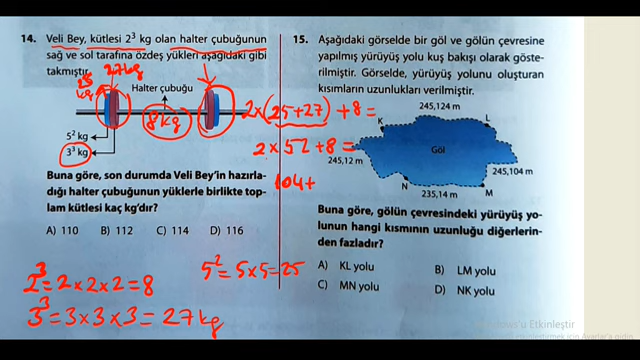 14. Veli Bey, kütlesi 2³ kg olan halter çubuğunun
sağ ve sol tarafına özdeş yükleri aşağıdaki gibi
takmıştır.
25 kg
27kg
Halter çubuğu
8kg
5² kg
3³ kg
2×(25+27)+8=
2×52+8=
104+
Buna göre, son durumda Veli Bey'in hazırla-
dığı halter çubuğunun yüklerle birlikte top-
lam kütlesi kaç kg'dır?
A) 110 B) 112 C) 114 D) 116
2³=2×2×2=8
5²=5×5=25
3³=3×3×3=27kg
15. Aşağıdaki görselde bir göl ve gölün çevresine
yapılmış yürüyüş yolu kuş bakışı olarak göste-
rilmiştir. Görselde, yürüyüş yolunu oluşturan
kısımların uzunlukları verilmiştir.
245,124 m
K
L
Göl
245,12 m
245,104 m
N
M
235,14 m
Buna göre, gölün çevresindeki yürüyüş yo-
lunun hangi kısmının uzunluğu diğerlerin-
den fazladır?
A) KL yolu B) LM yolu
C) MN yolu D) NK yolu
Windows'u Etkinleştir